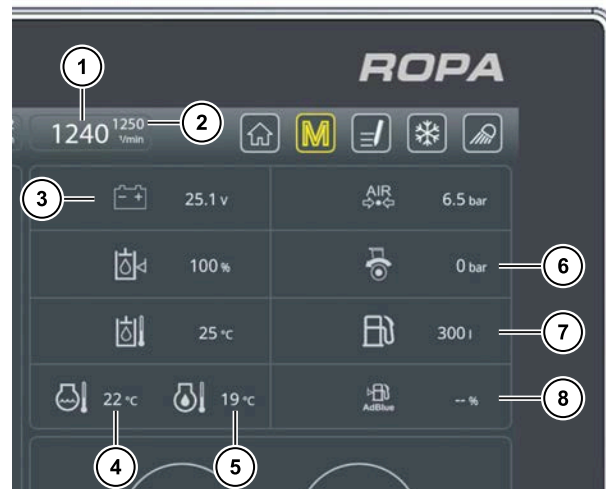 ROPA
1
2
1240 1250
1/min
M
3
- +
25.1 V
AIR
6.5 bar
100 %
0 bar
6
25 °C
300 l
7
22 °C
19 °C
AdBlue
-- %
8
4
5